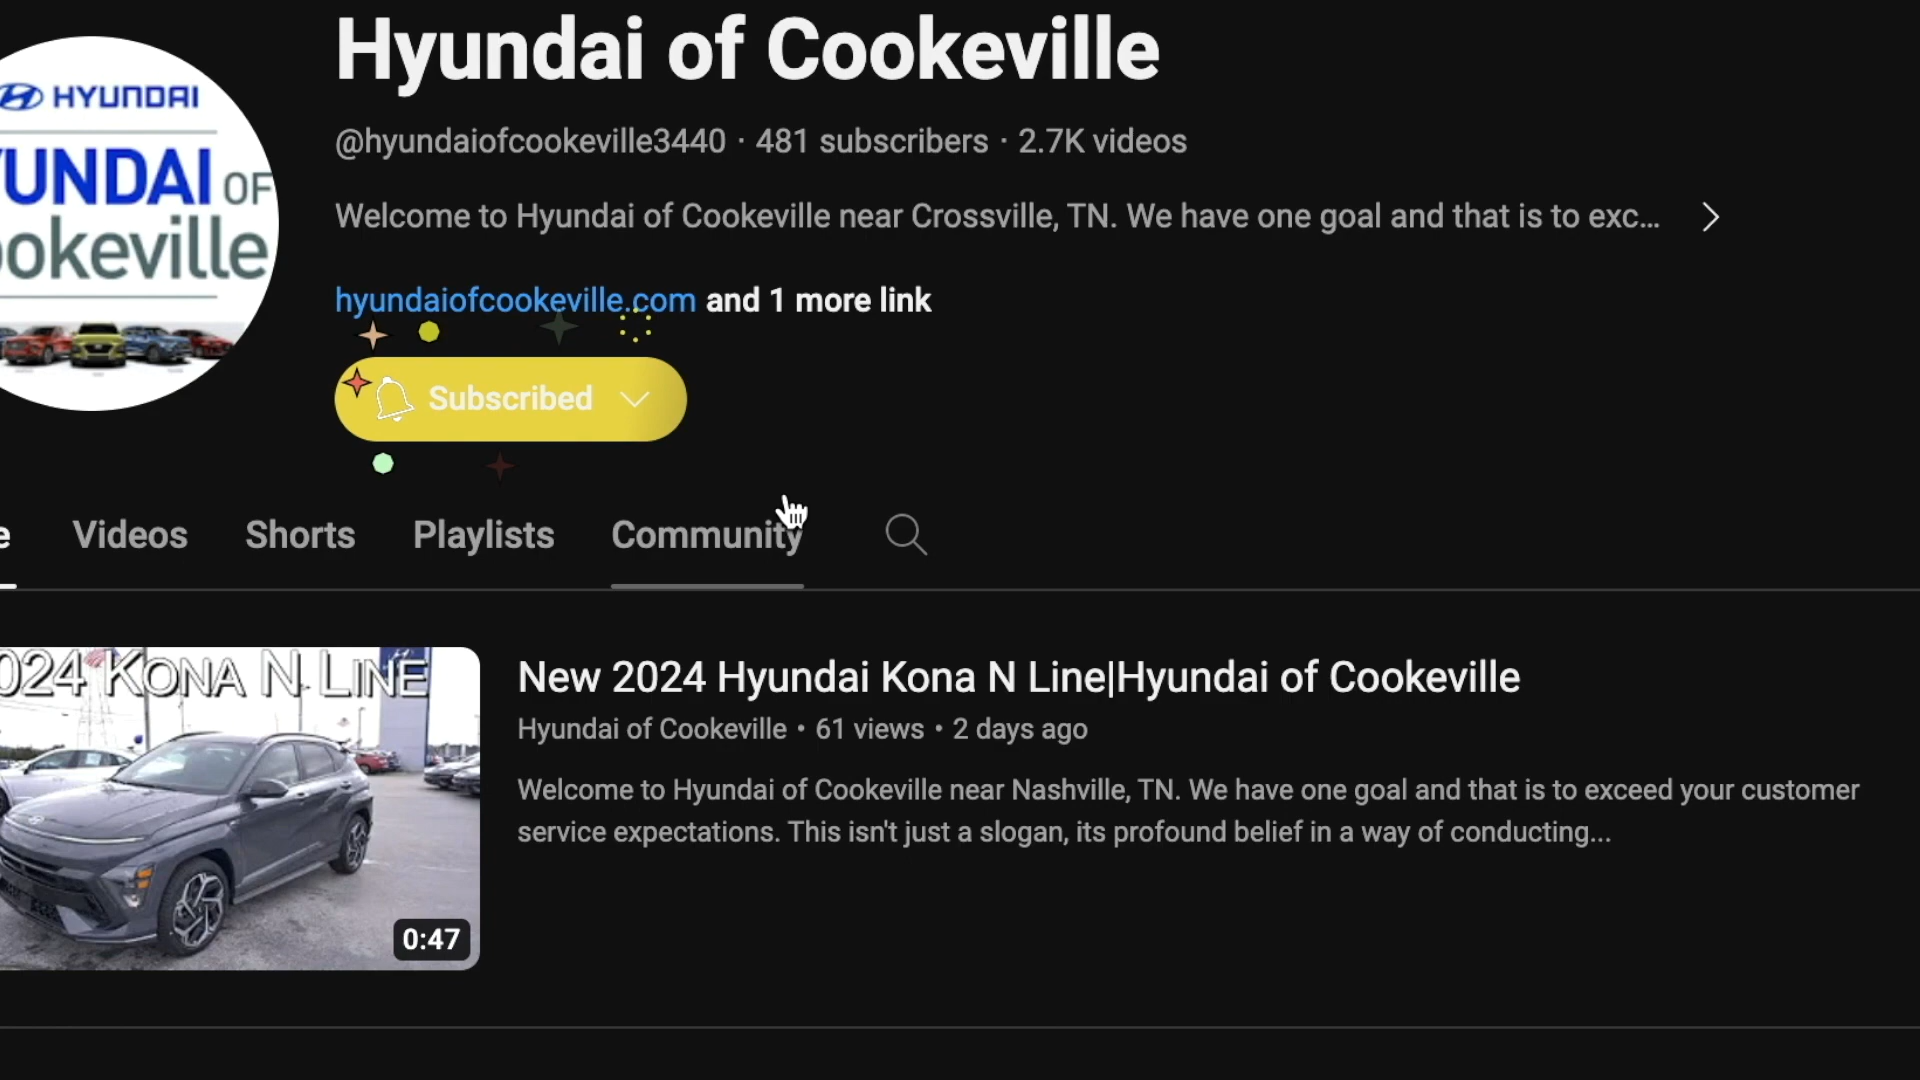 Hyundai of Cookeville
@hyundaiofcookeville3440 · 481 subscribers · 2.7K videos
Welcome to Hyundai of Cookeville near Crossville, TN. We have one goal and that is to exc...
hyundaiofcookeville.com and 1 more link
Subscribed
HYUNDAI
YUNDAI OF
ookeville
e Videos Shorts Playlists Community
024 KONA N LINE
0:47
New 2024 Hyundai Kona N Line|Hyundai of Cookeville
Hyundai of Cookeville • 61 views • 2 days ago
Welcome to Hyundai of Cookeville near Nashville, TN. We have one goal and that is to exceed your customer
service expectations. This isn't just a slogan, its profound belief in a way of conducting...